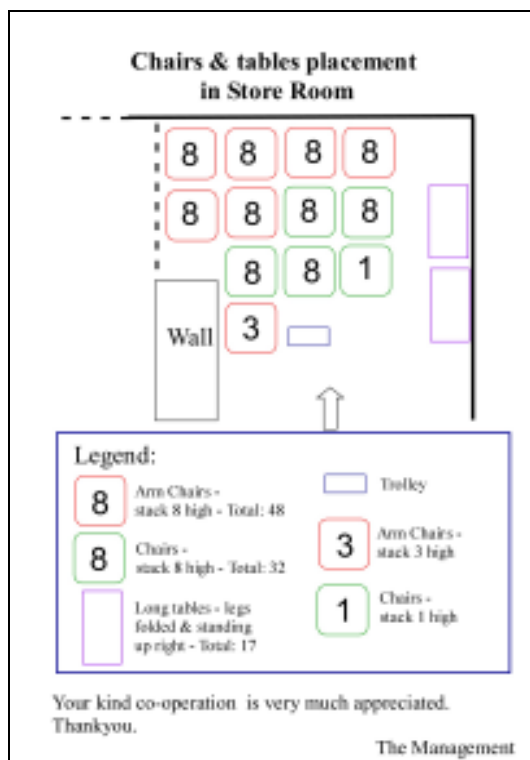 Chairs & tables placement
in Store Room
8 8 8 8
8 8 8 8
8 8 1
Wall 3
Legend:
8 Arm Chairs -
stack 8 high - Total: 48
Trolley
8 Chairs -
stack 8 high - Total: 32
3 Arm Chairs -
stack 3 high
Long tables - legs
folded & standing
up right - Total: 17
1 Chairs -
stack 1 high
Your kind co-operation is very much appreciated.
Thankyou.
The Management